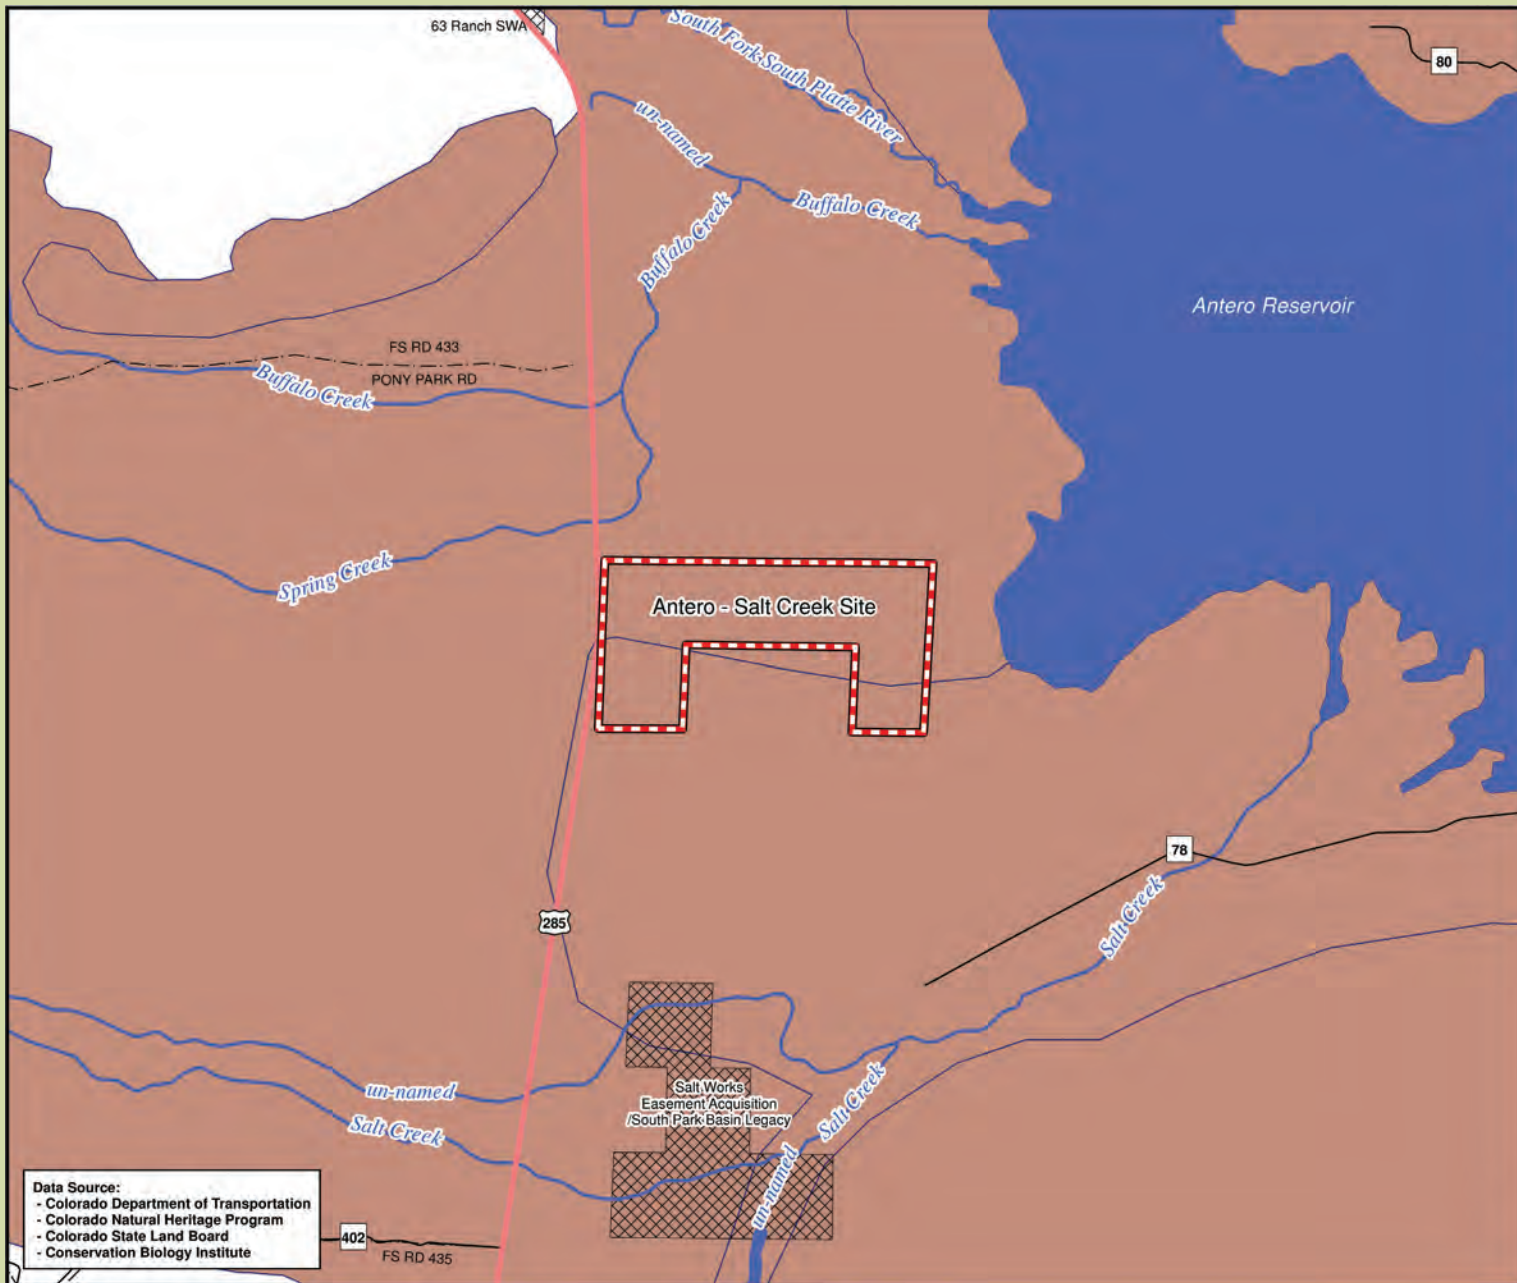 63 Ranch SWA
South Fork South Platte River
80
un-named
Buffalo Creek
Buffalo Creek
Antero Reservoir
FS RD 433
PONY PARK RD
Buffalo Creek
Spring Creek
Antero - Salt Creek Site
78
Salt Creek
285
un-named
Salt Creek
Salt Works
Easement Acquisition
/South Park Basin Legacy
Salt Creek
un-named
Data Source:
- Colorado Department of Transportation
- Colorado Natural Heritage Program
- Colorado State Land Board
- Conservation Biology Institute
402
FS RD 435